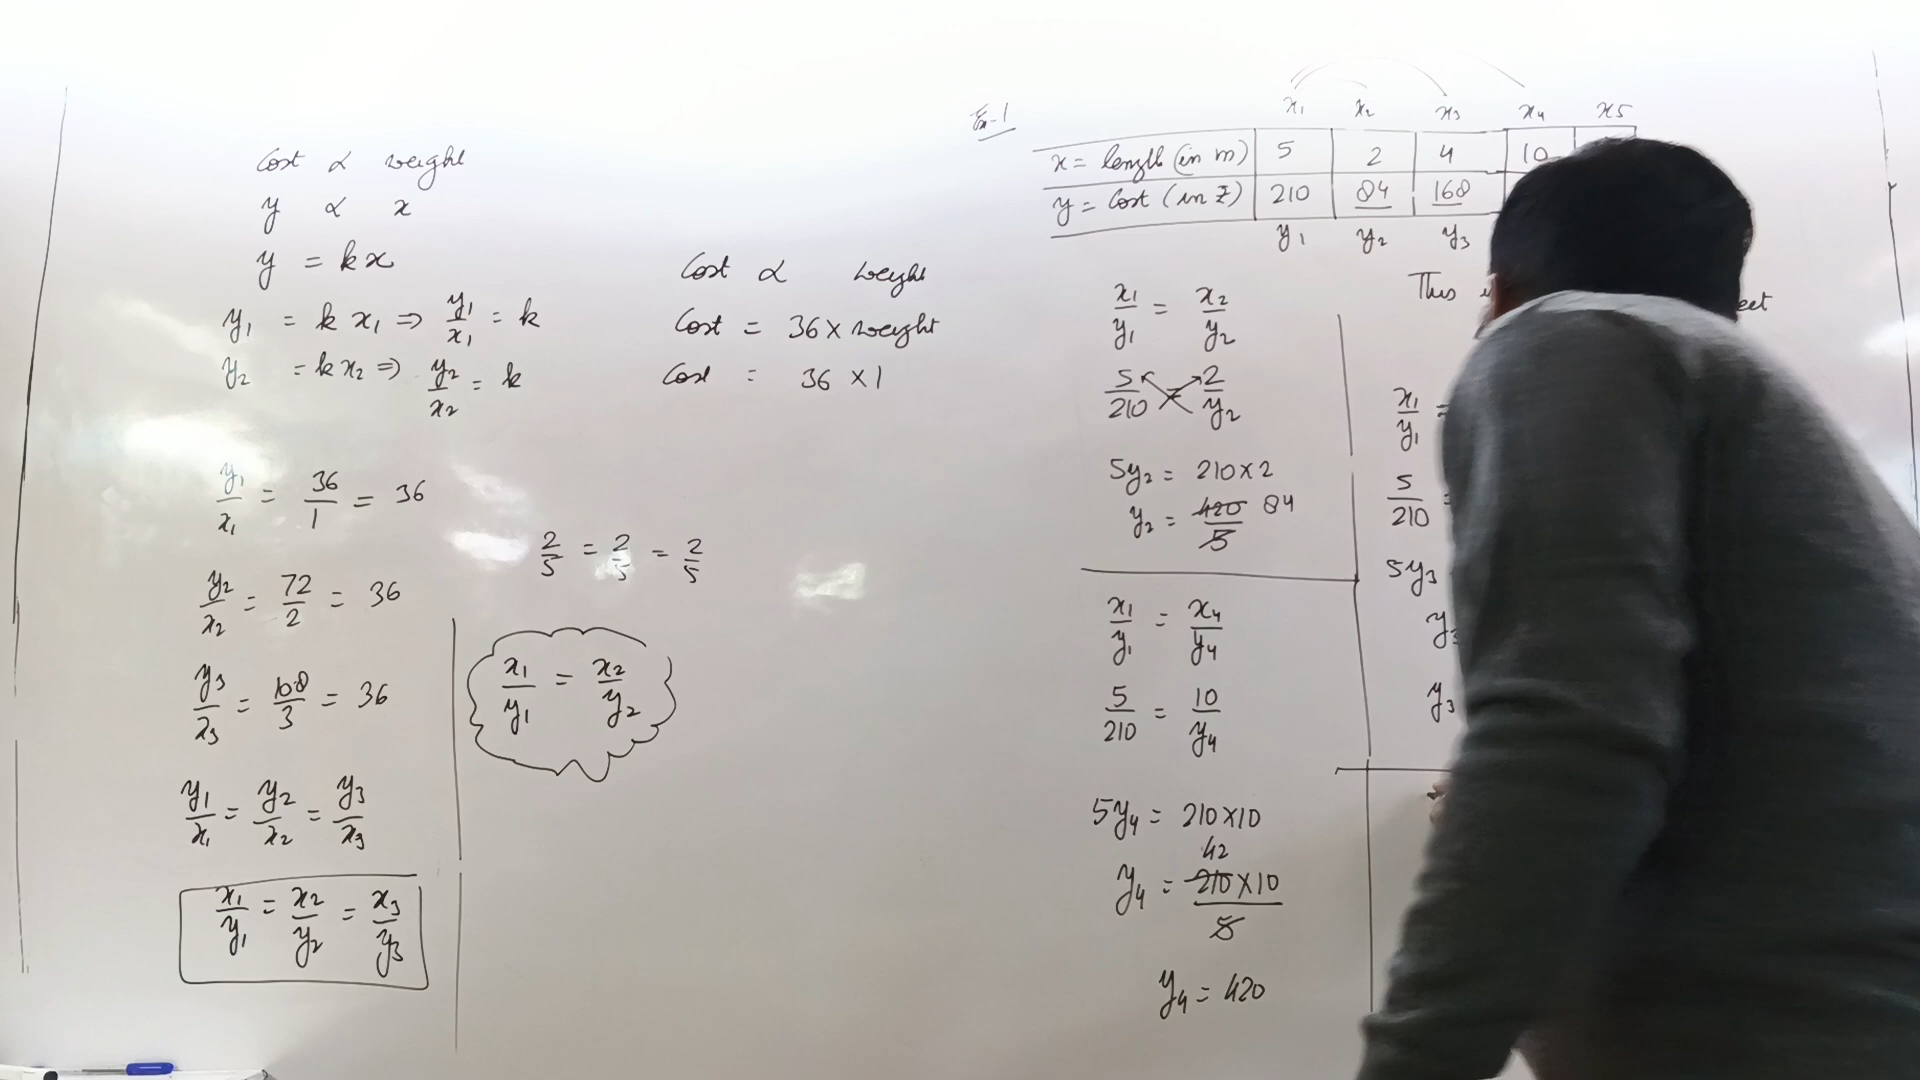 Cost α weight
y α x
y = kx
y₁ = k x₁ ⇒ y₁/x₁ = k
y₂ = k x₂ ⇒ y₂/x₂ = k
y₁/x₁ = 36/1 = 36
y₂/x₂ = 72/2 = 36
y₃/x₃ = 108/3 = 36
y₁/x₁ = y₂/x₂ = y₃/x₃
x₁/y₁ = x₂/y₂ = x₃/y₃
Cost α weight
Cost = 36 × weight
Cost = 36 × 1
2/5 = 2/5 = 2/5
x₁/y₁ = x₂/y₂
Ex-1
x₁ x₂ x₃ x₄ x₅
x = length (in m) 5 2 4 10
y = Cost (in ₹) 210 84 168
y₁ y₂ y₃
This
x₁/y₁ = x₂/y₂
5/210 = 2/y₂
5y₂ = 210 × 2
y₂ = 420/5 84
x₁/y₁ = x₄/y₄
5/210 = 10/y₄
5y₄ = 210 × 10
42
y₄ = 210 × 10/5
y₄ = 420
x₁/y₁ =
5/210 =
5y₃
y₃
y₃